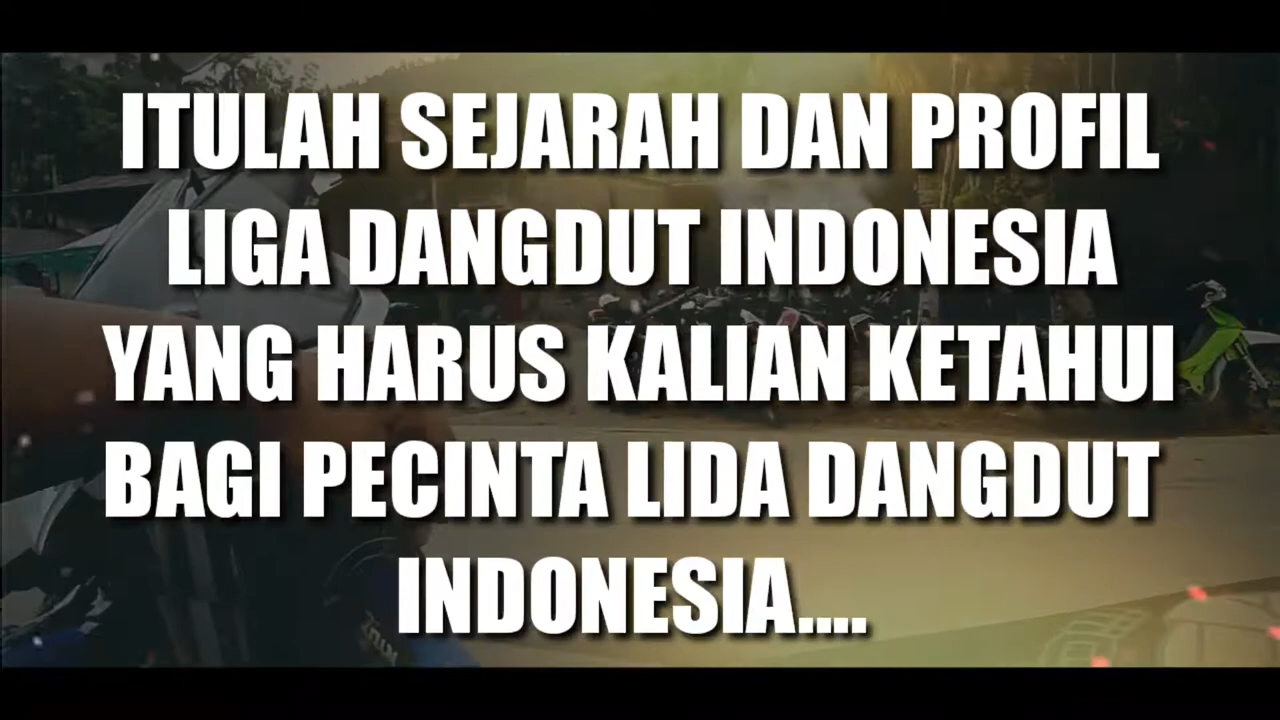 ITULAH SEJARAH DAN PROFIL
LIGA DANGDUT INDONESIA
YANG HARUS KALIAN KETAHUI
BAGI PECINTA LIDA DANGDUT
INDONESIA....